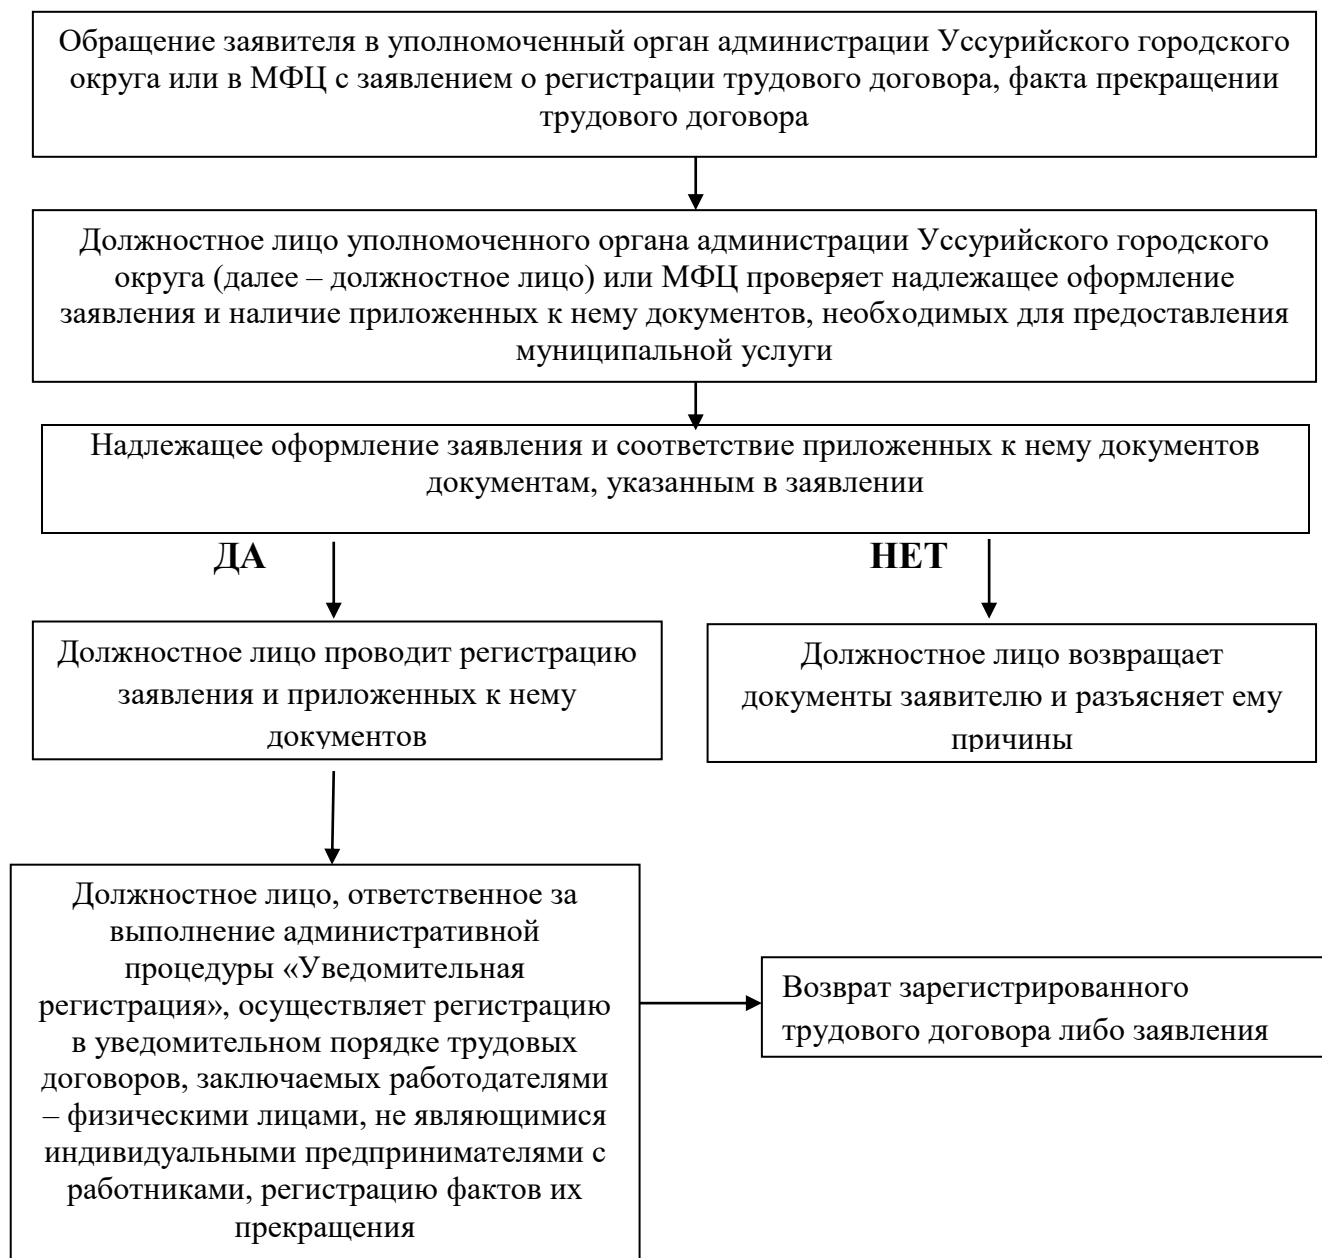 Обращение заявителя в уполномоченный орган администрации Уссурийского городского
округа или в МФЦ с заявлением о регистрации трудового договора, факта прекращении
трудового договора
Должностное лицо уполномоченного органа администрации Уссурийского городского
округа (далее – должностное лицо) или МФЦ проверяет надлежащее оформление
заявления и наличие приложенных к нему документов, необходимых для предоставления
муниципальной услуги
Надлежащее оформление заявления и соответствие приложенных к нему документов
документам, указанным в заявлении
ДА
НЕТ
Должностное лицо проводит регистрацию
заявления и приложенных к нему
документов
Должностное лицо возвращает
документы заявителю и разъясняет ему
причины
Должностное лицо, ответственное за
выполнение административной
процедуры «Уведомительная
регистрация», осуществляет регистрацию
в уведомительном порядке трудовых
договоров, заключаемых работодателями
– физическими лицами, не являющимися
индивидуальными предпринимателями с
работниками, регистрацию фактов их
прекращения
Возврат зарегистрированного
трудового договора либо заявления